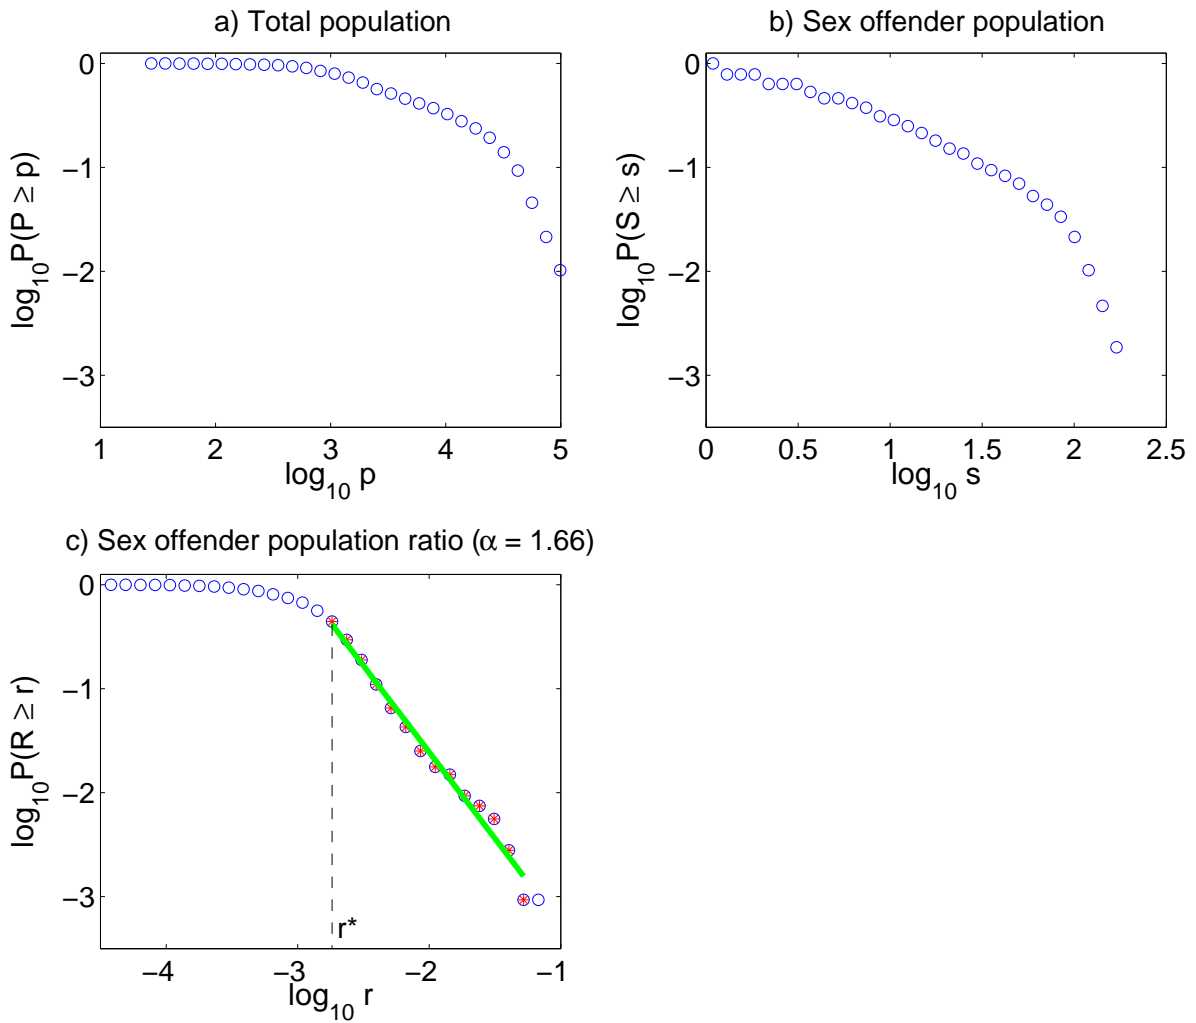 a) Total population
0
−1
−2
−3
log10P(P ≥ p)
1 2 3 4 5
log10 p
b) Sex offender population
0
−1
−2
−3
log10P(S ≥ s)
0 0.5 1 1.5 2 2.5
log10 s
c) Sex offender population ratio (α = 1.66)
0
−1
−2
−3
log10P(R ≥ r)
r*
−4 −3 −2 −1
log10 r